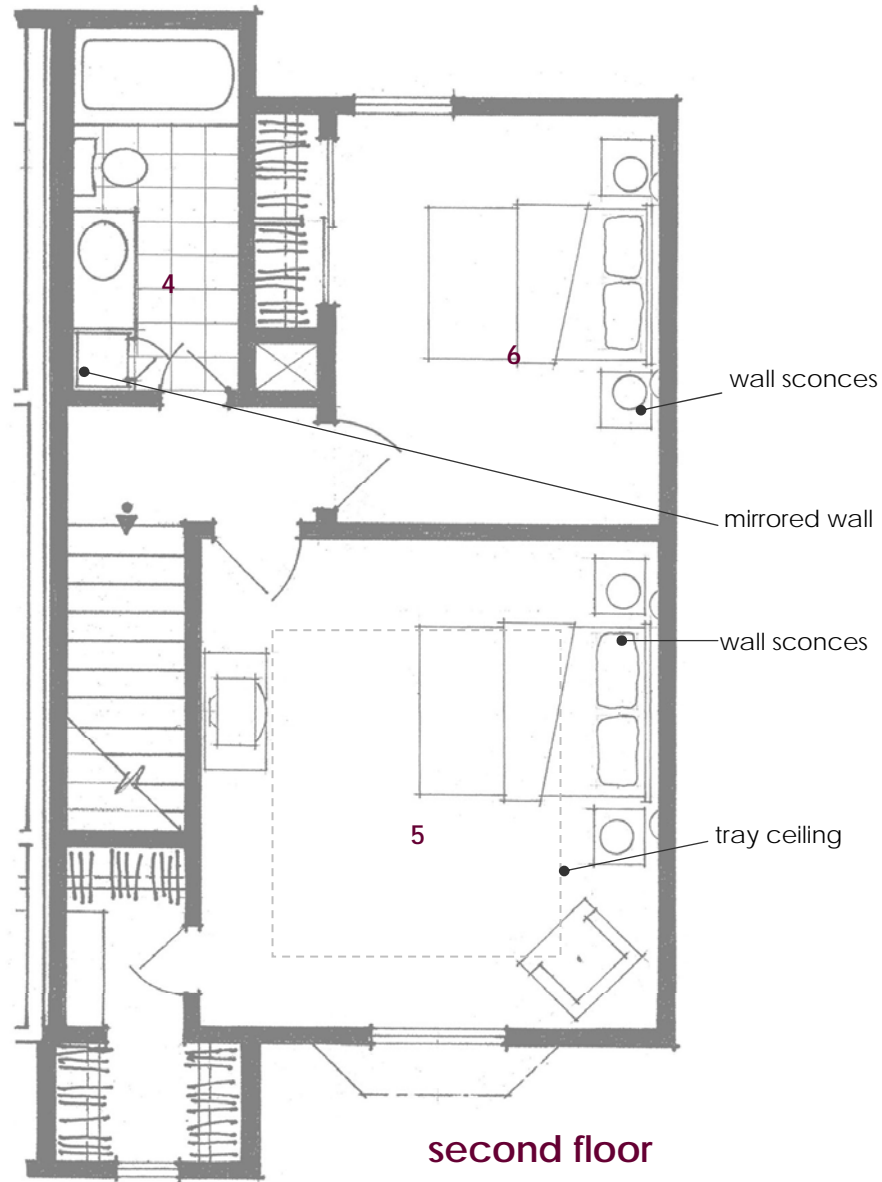 4
6
wall sconces
mirrored wall
wall sconces
5
tray ceiling
second floor